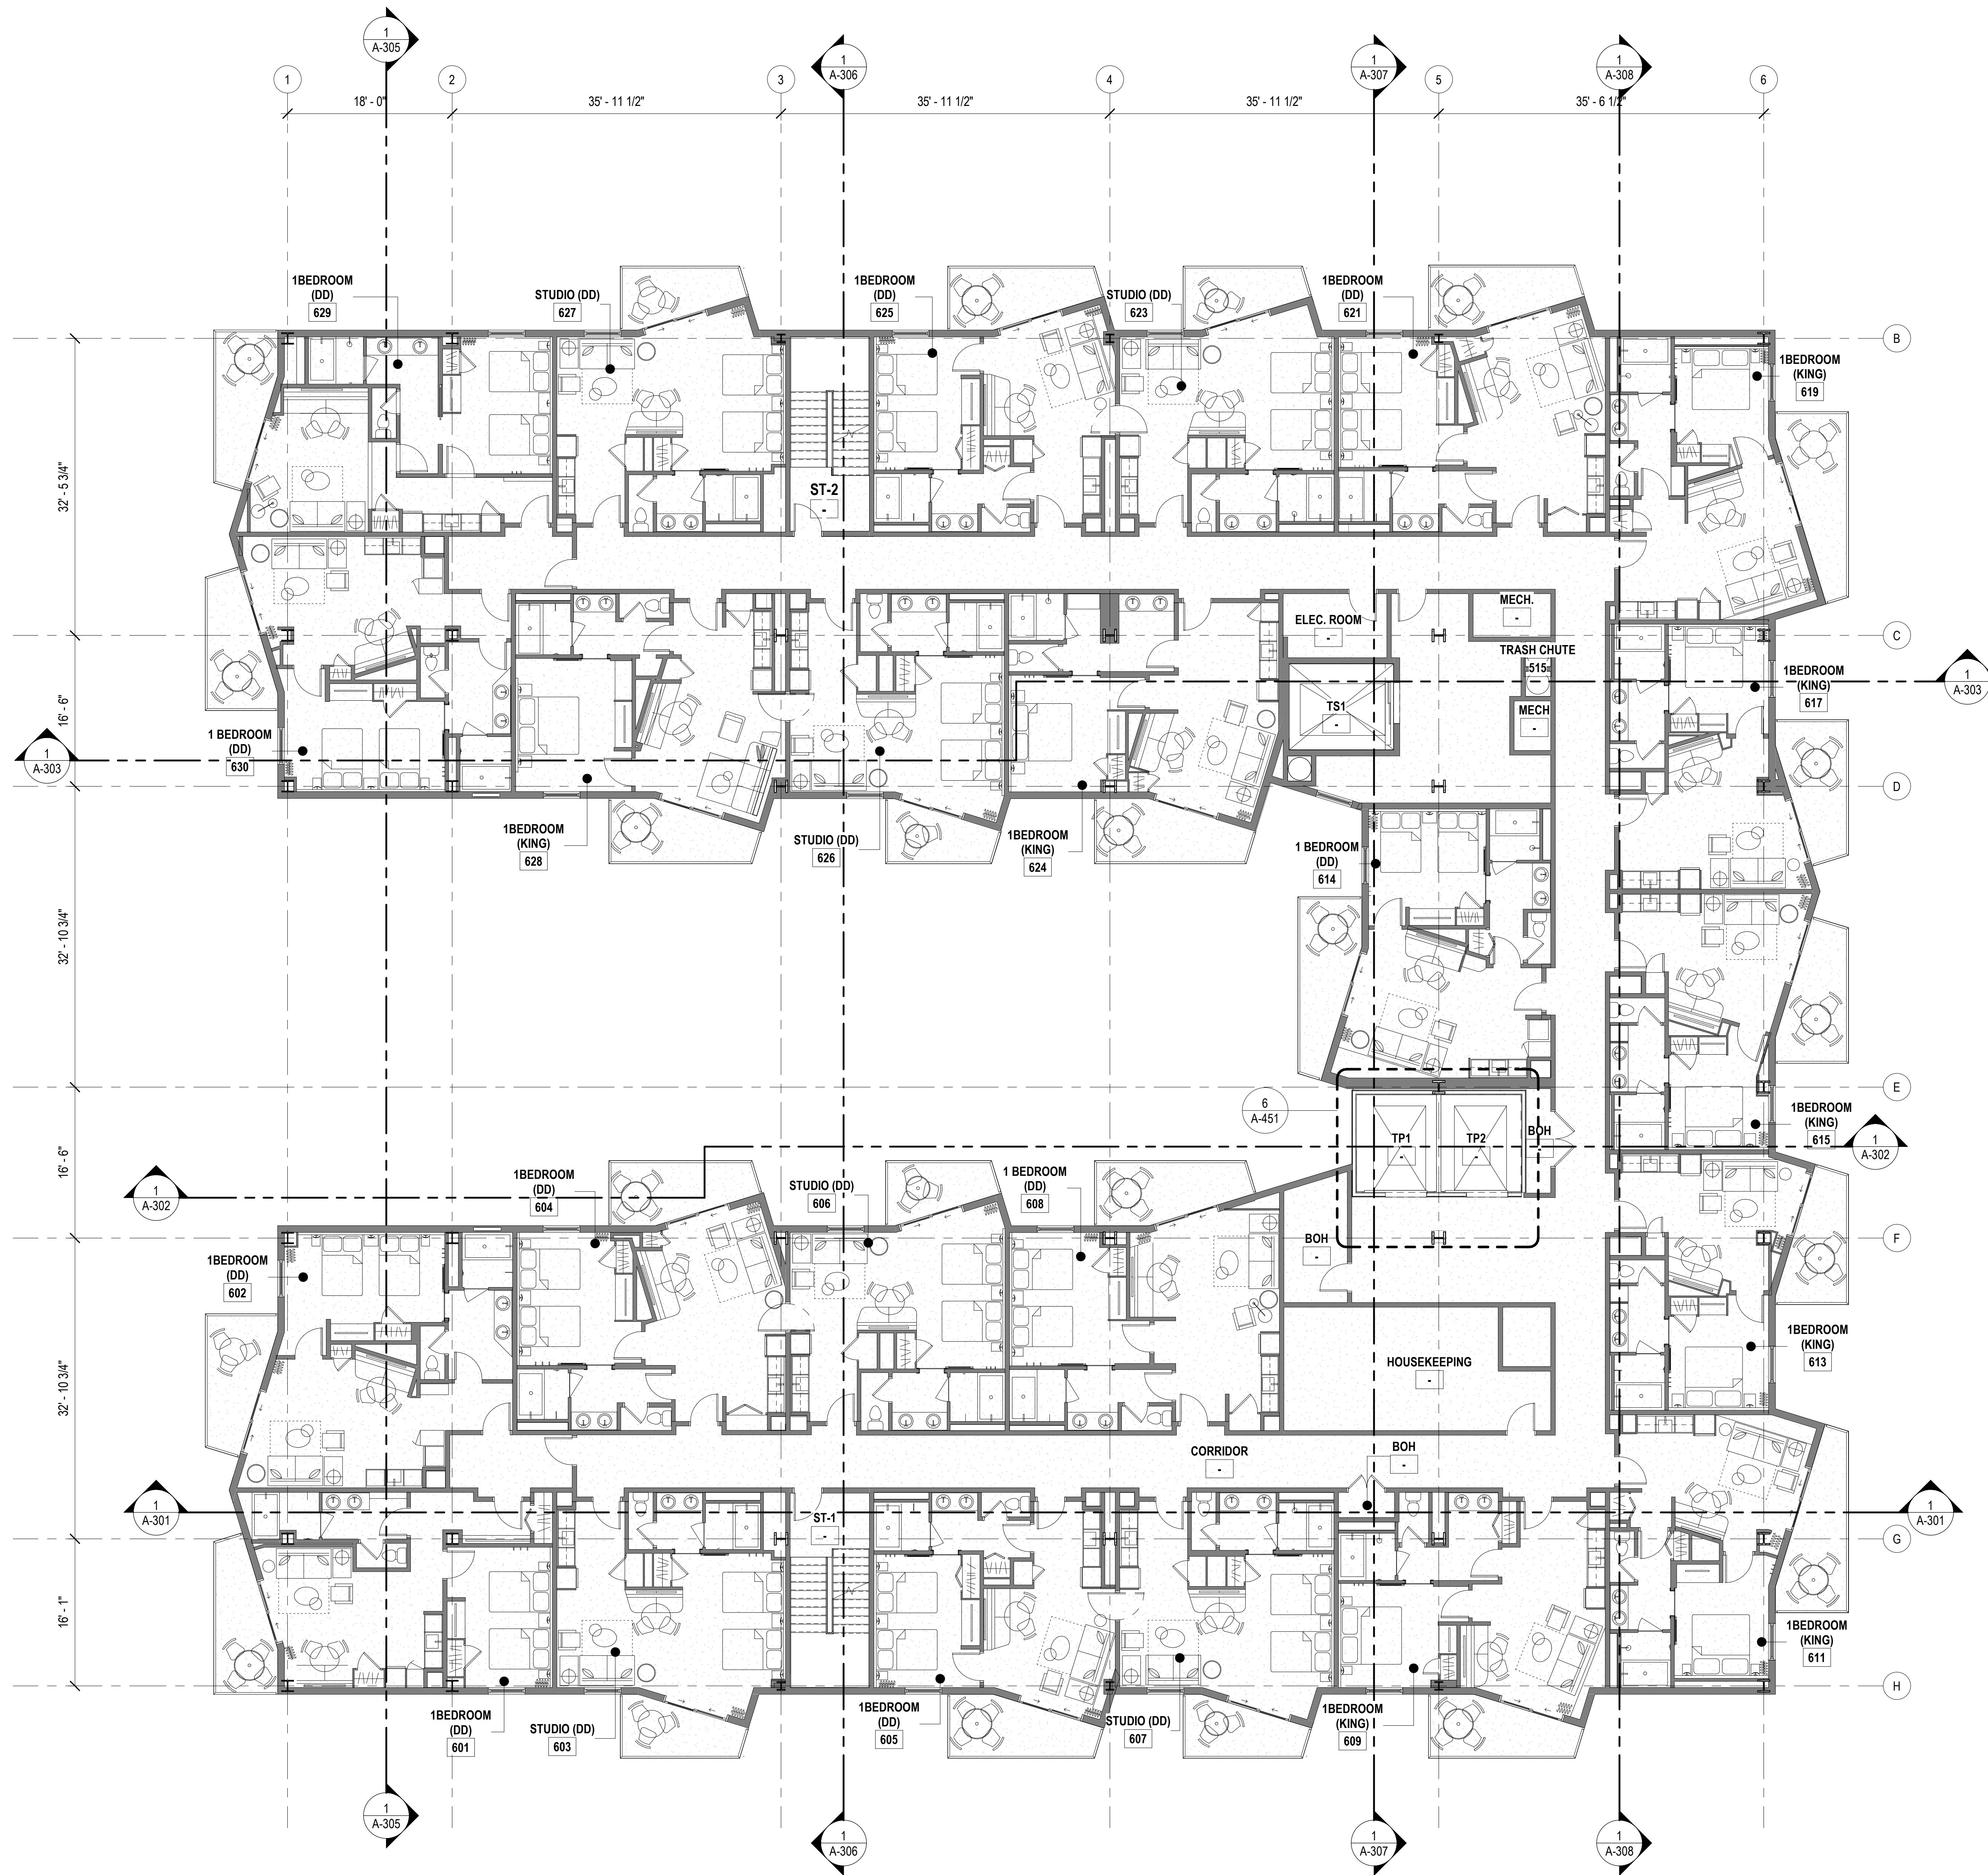 1
A-305
1
A-306
1
A-307
1
A-308
1
2
3
4
5
6
18' - 0"
35' - 11 1/2"
35' - 11 1/2"
35' - 11 1/2"
35' - 6 1/2"
1BEDROOM
(DD)
629
STUDIO (DD)
627
1BEDROOM
(DD)
625
STUDIO (DD)
623
1BEDROOM
(DD)
621
B
1BEDROOM
(KING)
619
32' - 5 3/4"
ST-2
-
MECH.
-
ELEC. ROOM
-
C
TRASH CHUTE
515
1BEDROOM
(KING)
617
1
A-303
16' - 6"
TS1
-
MECH
-
1 BEDROOM
(DD)
630
1
A-303
D
1BEDROOM
(KING)
628
STUDIO (DD)
626
1BEDROOM
(KING)
624
1 BEDROOM
(DD)
614
32' - 10 3/4"
E
6
A-451
TP1
-
TP2
-
BOH
-
1BEDROOM
(KING)
615
1
A-302
16' - 6"
1
A-302
1BEDROOM
(DD)
604
STUDIO (DD)
606
1 BEDROOM
(DD)
608
BOH
-
F
1BEDROOM
(DD)
602
1BEDROOM
(KING)
613
HOUSEKEEPING
-
32' - 10 3/4"
CORRIDOR
-
BOH
-
1
A-301
ST-1
-
1
A-301
G
16' - 1"
1BEDROOM
(KING)
611
H
1BEDROOM
(DD)
601
STUDIO (DD)
603
1BEDROOM
(DD)
605
STUDIO (DD)
607
1BEDROOM
(KING)
609
1
A-305
1
A-306
1
A-307
1
A-308